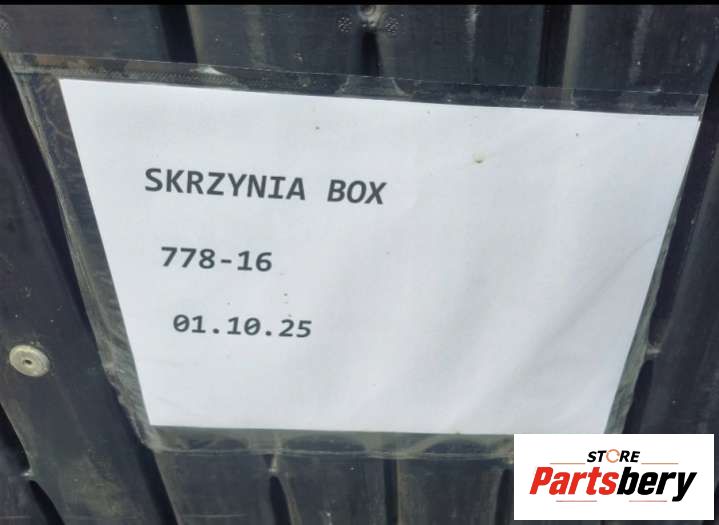 SKRZYNIA BOX
778-16
01.10.25
STORE
Partsbery